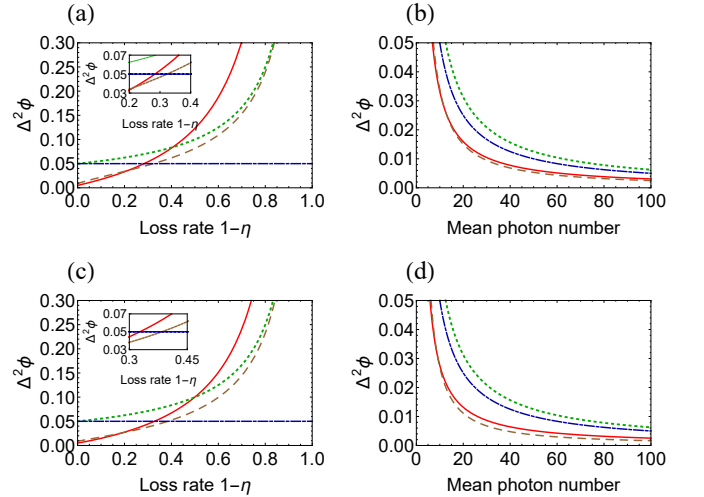 (a)
0.30
0.25
0.20
0.15
0.10
0.05
0.00
Δ²ϕ
0.0 0.2 0.4 0.6 0.8 1.0
Loss rate 1−η
0.07
0.05
0.03
Δ²ϕ
0.2 0.3 0.4
Loss rate 1−η
(b)
0.05
0.04
0.03
0.02
0.01
0.00
Δ²ϕ
0 20 40 60 80 100
Mean photon number
(c)
0.30
0.25
0.20
0.15
0.10
0.05
0.00
Δ²ϕ
0.0 0.2 0.4 0.6 0.8 1.0
Loss rate 1−η
0.07
0.05
0.03
Δ²ϕ
0.3 0.45
Loss rate 1−η
(d)
0.05
0.04
0.03
0.02
0.01
0.00
Δ²ϕ
0 20 40 60 80 100
Mean photon number